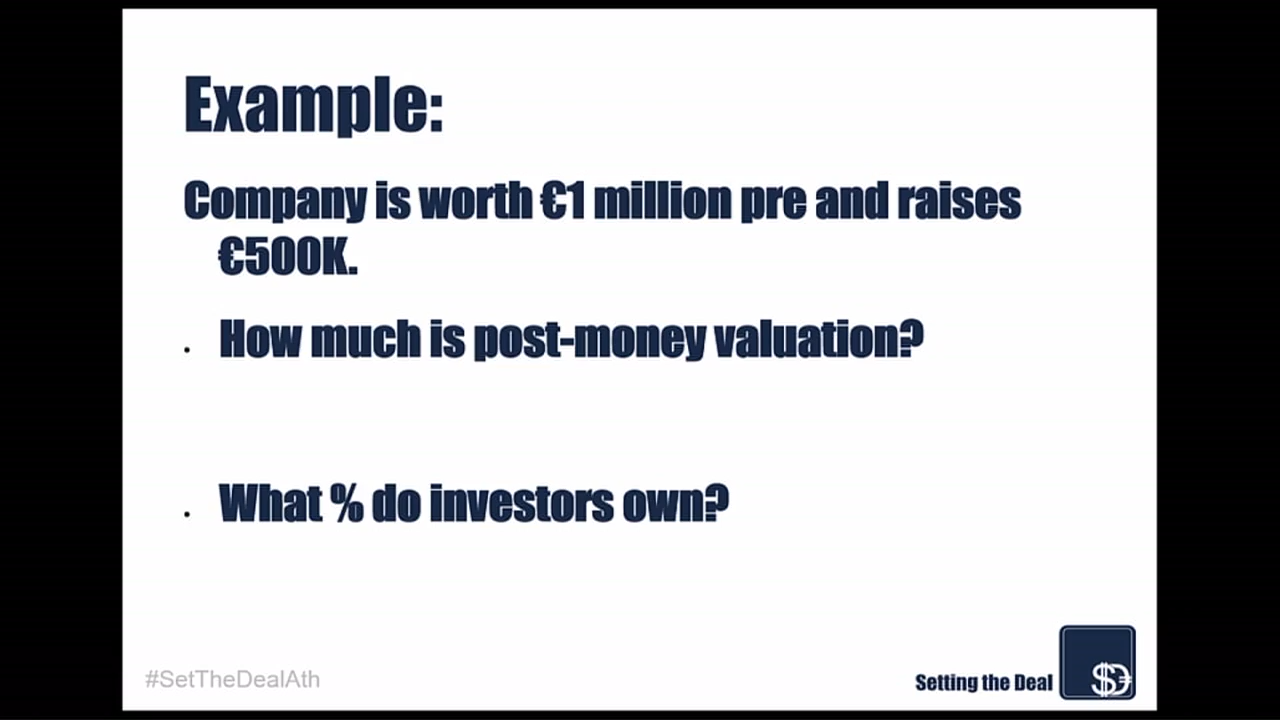 Example:
Company is worth €1 million pre and raises
€500K.
. How much is post-money valuation?
. What % do investors own?
#SetTheDealAth
Setting the Deal